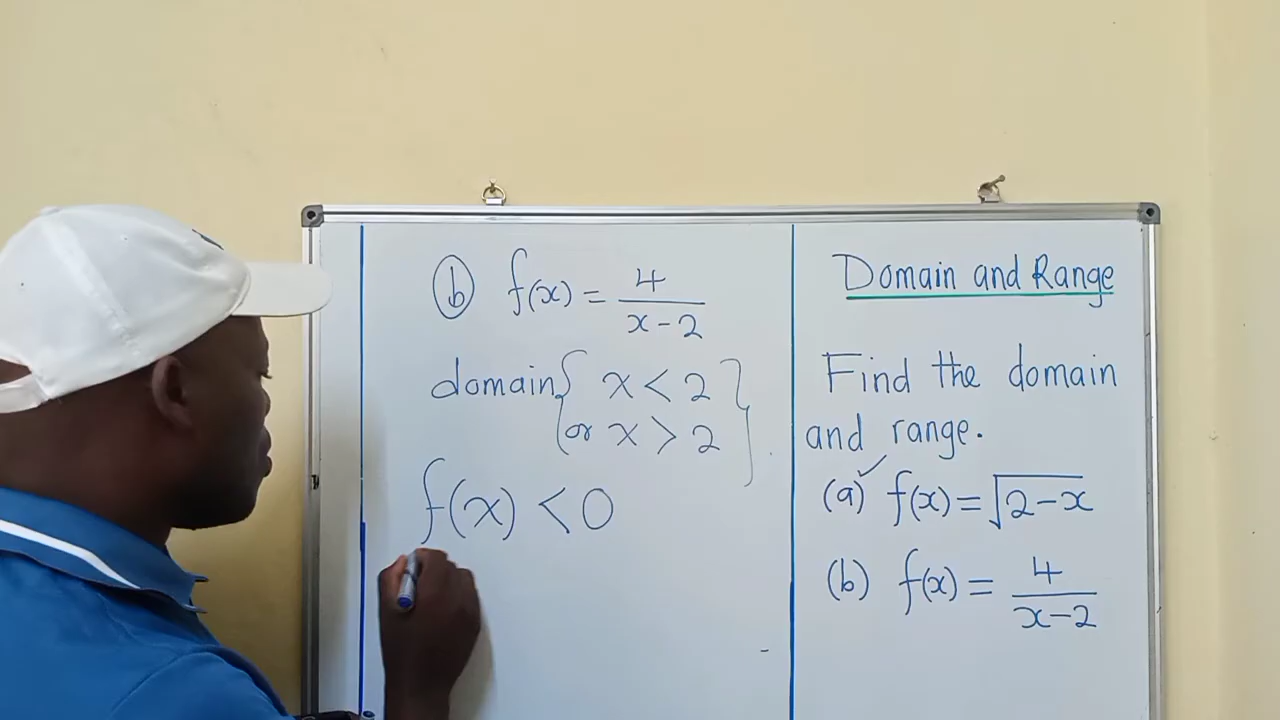 ⓑ f(x) = 4/(x-2)
domain { x < 2
or x > 2 }
f(x) < 0
Domain and Range
Find the domain
and range.
(a) ✓ f(x) = √(2-x)
(b) f(x) = 4/(x-2)